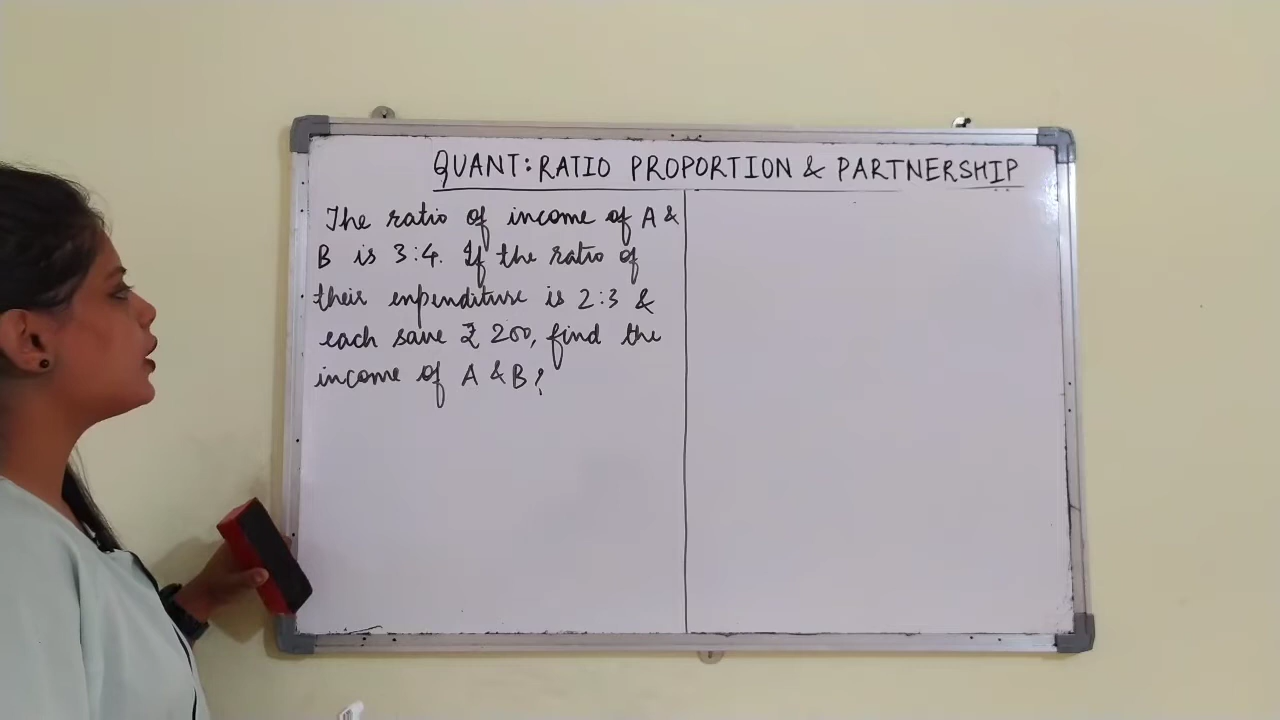 QUANT: RATIO PROPORTION & PARTNERSHIP
The ratio of income of A &
B is 3:4. If the ratio of
their expenditure is 2:3 &
each save ₹ 200, find the
income of A & B?